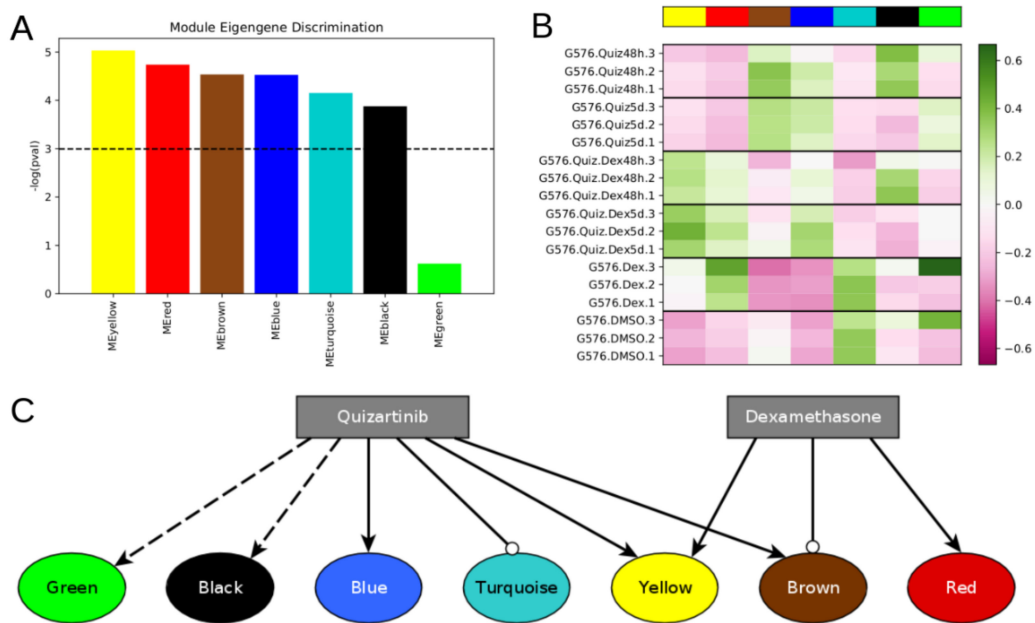 A
Module Eigengene Discrimination
5
4
3
2
1
0
-log(pval)
MEyellow
MEred
MEbrown
MEblue
MEturquoise
MEblack
MEgreen
B
G576.Quiz48h.3
G576.Quiz48h.2
G576.Quiz48h.1
G576.Quiz5d.3
G576.Quiz5d.2
G576.Quiz5d.1
G576.Quiz.Dex48h.3
G576.Quiz.Dex48h.2
G576.Quiz.Dex48h.1
G576.Quiz.Dex5d.3
G576.Quiz.Dex5d.2
G576.Quiz.Dex5d.1
G576.Dex.3
G576.Dex.2
G576.Dex.1
G576.DMSO.3
G576.DMSO.2
G576.DMSO.1
0.6
0.4
0.2
0.0
−0.2
−0.4
−0.6
C
Quizartinib
Dexamethasone
Green
Black
Blue
Turquoise
Yellow
Brown
Red